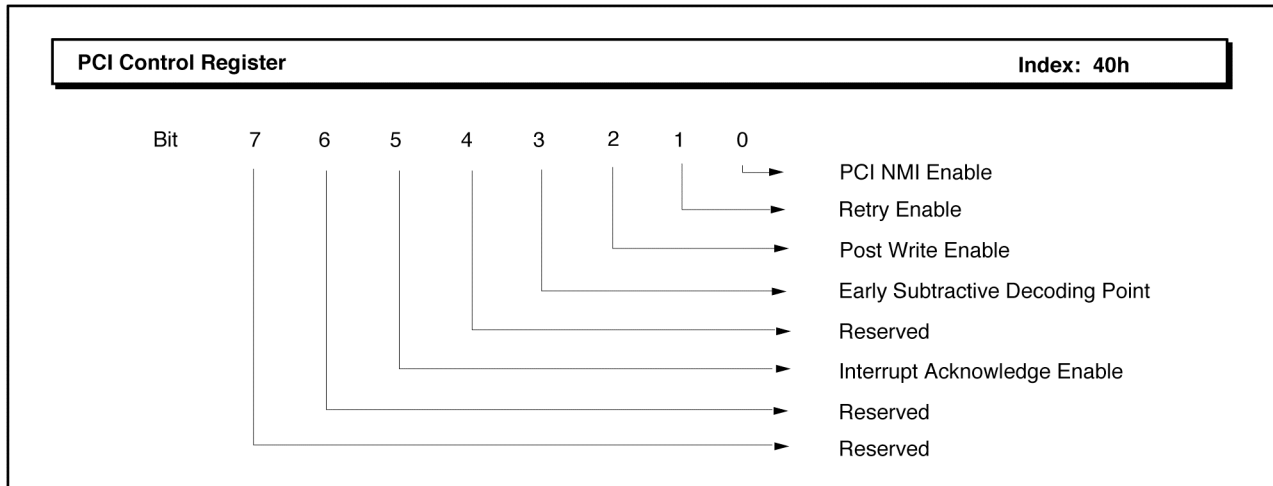 PCI Control Register Index: 40h
Bit 7 6 5 4 3 2 1 0
PCI NMI Enable
Retry Enable
Post Write Enable
Early Subtractive Decoding Point
Reserved
Interrupt Acknowledge Enable
Reserved
Reserved